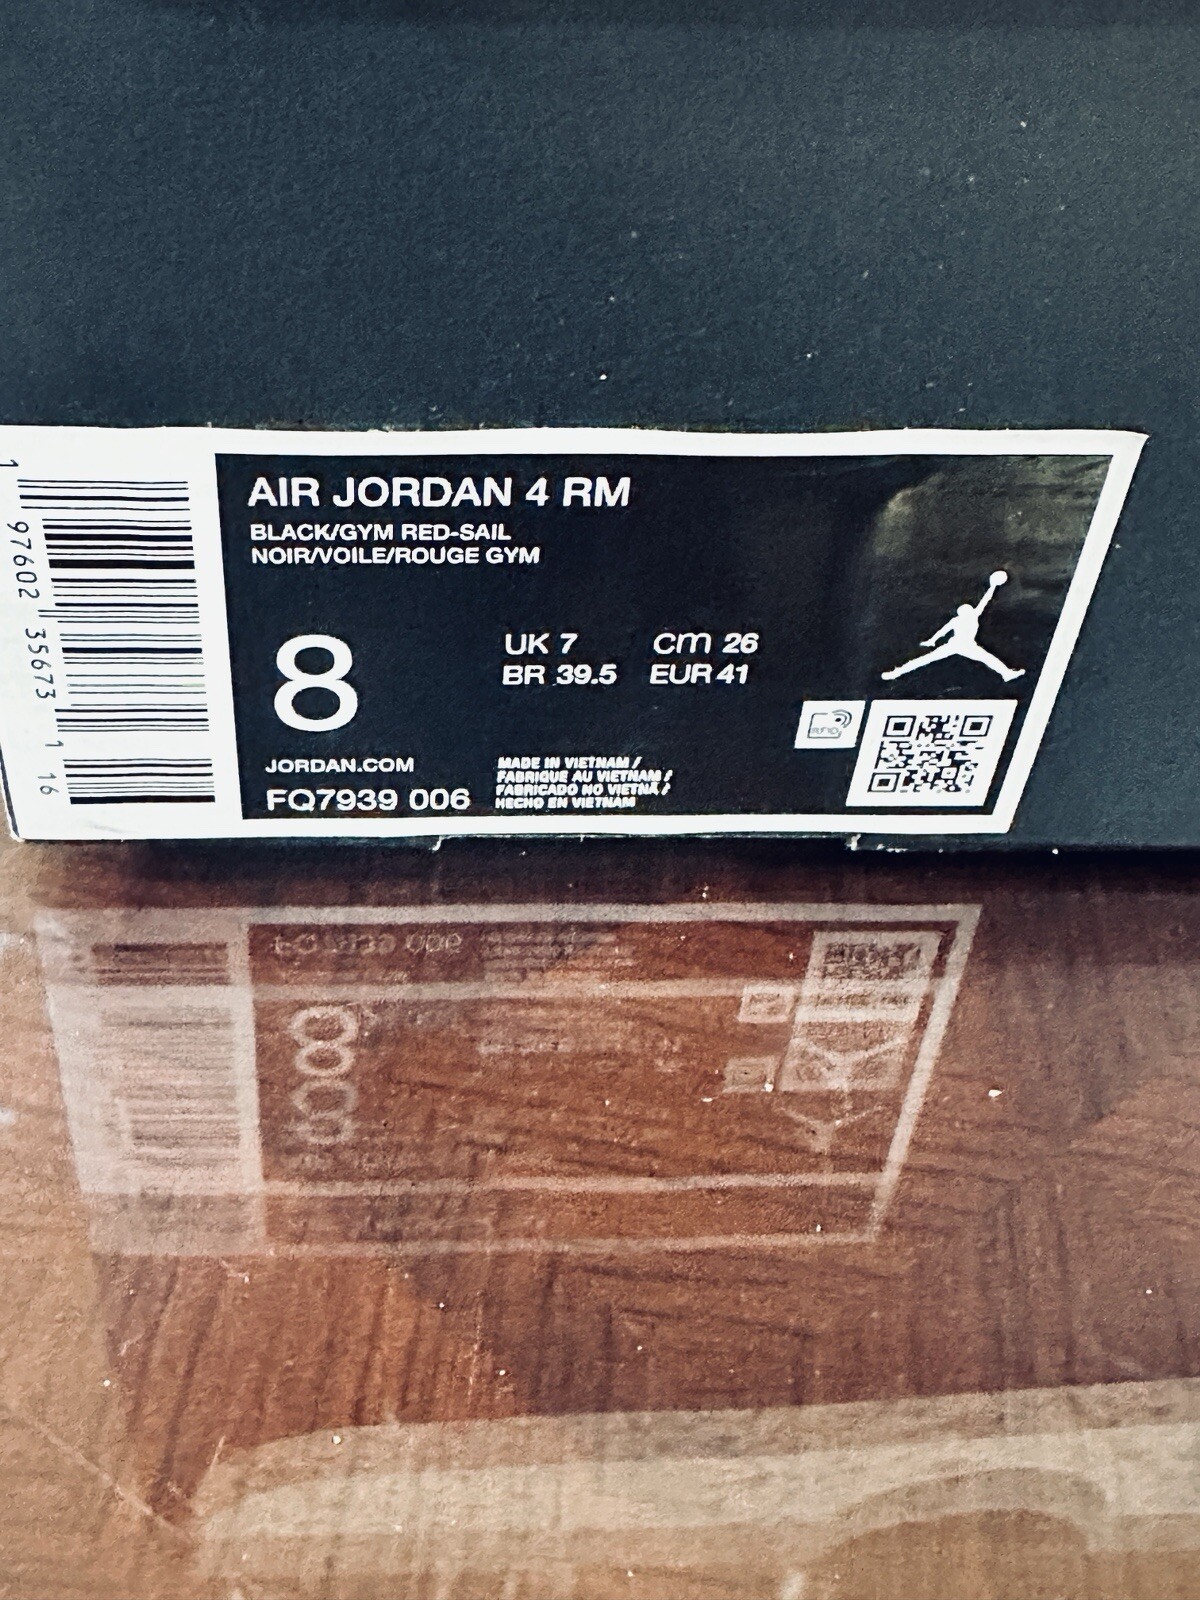 AIR JORDAN 4 RM
BLACK/GYM RED-SAIL
NOIR/VOILE/ROUGE GYM
8
UK 7 cm 26
BR 39.5 EUR 41
JORDAN.COM
FQ7939 006
MADE IN VIETNAM /
FABRIQUE AU VIETNAM /
FABRICADO NO VIETNÃ /
HECHO EN VIETNAM
1 97602 35673 1 16